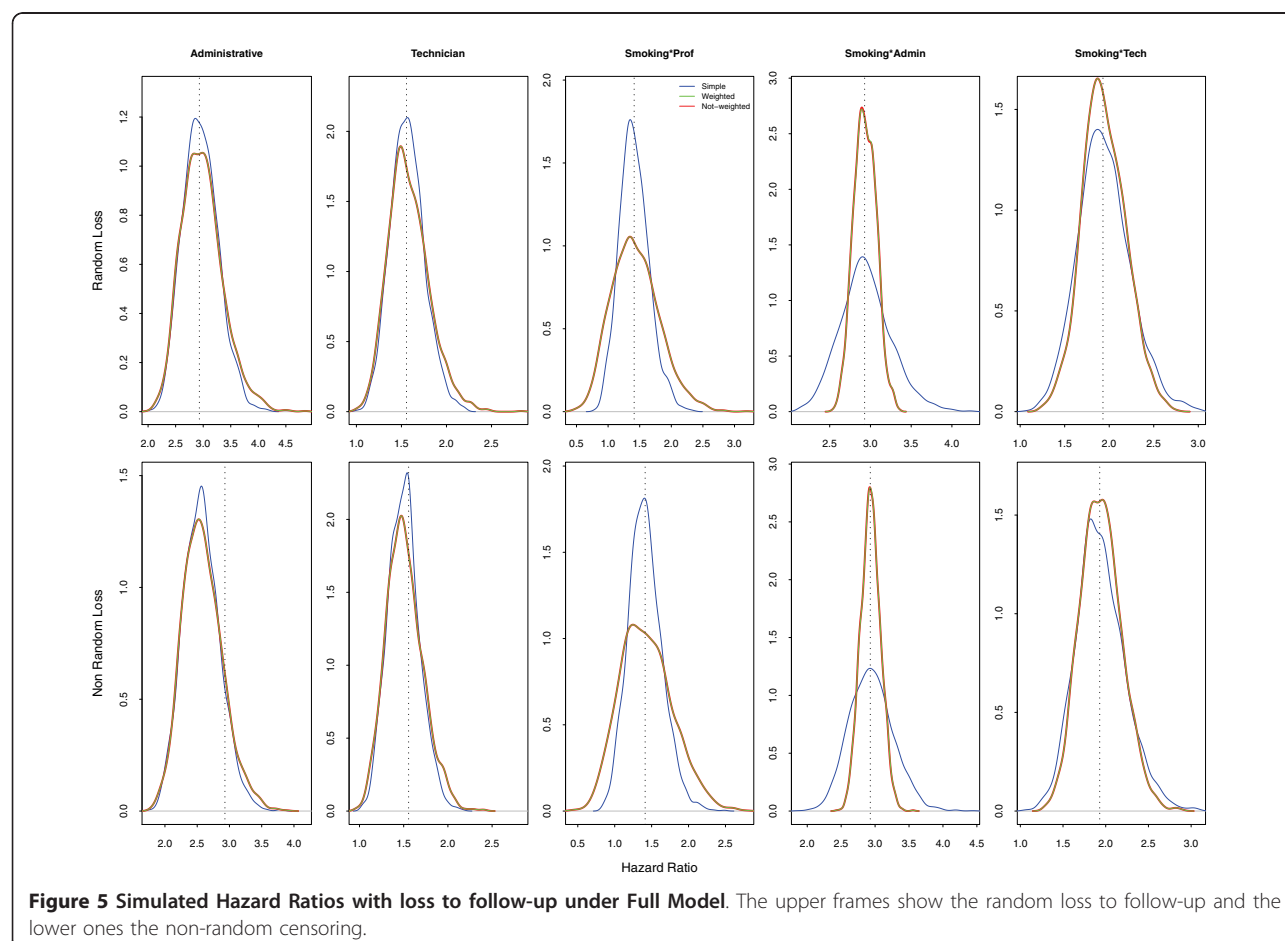 Administrative
Technician
Smoking*Prof
Smoking*Admin
Smoking*Tech
Random Loss
0.0 0.2 0.4 0.6 0.8 1.0 1.2
2.0 2.5 3.0 3.5 4.0 4.5
0.0 0.5 1.0 1.5 2.0
1.0 1.5 2.0 2.5
0.0 0.5 1.0 1.5 2.0
Simple
Weighted
Not-weighted
0.5 1.0 1.5 2.0 2.5 3.0
0.0 0.5 1.0 1.5 2.0 2.5 3.0
2.5 3.0 3.5 4.0
0.0 0.5 1.0 1.5
1.0 1.5 2.0 2.5 3.0
Non Random Loss
0.0 0.5 1.0 1.5
2.0 2.5 3.0 3.5 4.0
0.0 0.5 1.0 1.5 2.0
1.0 1.5 2.0 2.5
0.0 0.5 1.0 1.5 2.0
0.5 1.0 1.5 2.0 2.5
0.0 0.5 1.0 1.5 2.0 2.5 3.0
2.0 2.5 3.0 3.5 4.0 4.5
0.0 0.5 1.0 1.5
1.0 1.5 2.0 2.5 3.0
Hazard Ratio
Figure 5 Simulated Hazard Ratios with loss to follow-up under Full Model. The upper frames show the random loss to follow-up and the
lower ones the non-random censoring.